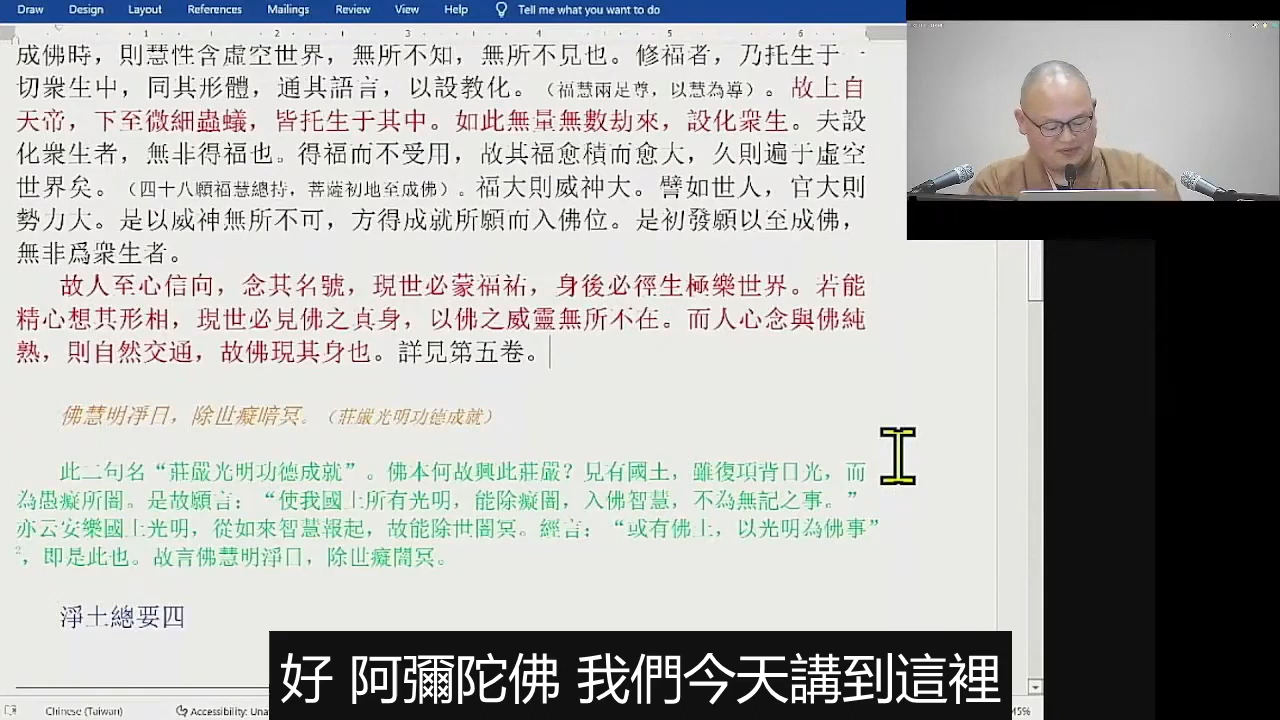 Draw Design Layout References Mailings Review View Help Tell me what you want to do
1 2 3 4 5 6
成佛時，則慧性含虛空世界，無所不知，無所不見也。修福者，乃托生于一
切衆生中，同其形體，通其語言，以設教化。（福慧兩足尊，以慧為導）。故上自
天帝，下至微細蟲蟻，皆托生于其中。如此無量無數劫來，設化衆生。夫設
化衆生者，無非得福也。得福而不受用，故其福愈積而愈大，久則遍于虛空
世界矣。（四十八願福慧總持，菩薩初地至成佛）。福大則威神大。譬如世人，官大則
勢力大。是以威神無所不可，方得成就所願而入佛位。是初發願以至成佛，
無非爲衆生者。
故人至心信向，念其名號，現世必蒙福祐，身後必徑生極樂世界。若能
精心想其形相，現世必見佛之真身，以佛之威靈無所不在。而人心念與佛純
熟，則自然交通，故佛現其身也。詳見第五卷。
佛慧明淨日，除世癡暗冥。（莊嚴光明功德成就）
此二句名“莊嚴光明功德成就”。佛本何故興此莊嚴？見有國土，雖復項背日光，而
為愚癡所闇。是故願言：“使我國土所有光明，能除癡闇，入佛智慧，不為無記之事。”
亦云安樂國土光明，從如來智慧報起，故能除世闇冥。經言：“或有佛土，以光明為佛事”
2，即是此也。故言佛慧明淨日，除世癡闇冥。
淨土總要四
好 阿彌陀佛 我們今天講到這裡
Chinese (Taiwan) Accessibility: Una 45%